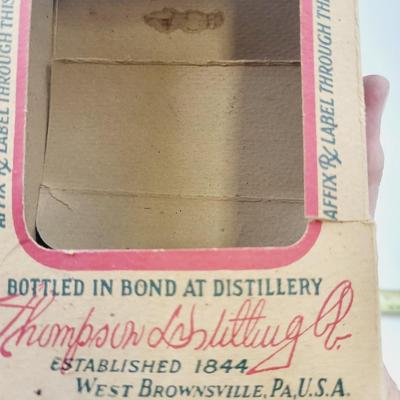 AFFIX ℞ LABEL THROUGH THIS
AFFIX ℞ LABEL THROUGH THIS
BOTTLED IN BOND AT DISTILLERY
Thompson Distilling Co.
ESTABLISHED 1844
WEST BROWNSVILLE, PA, U.S.A.